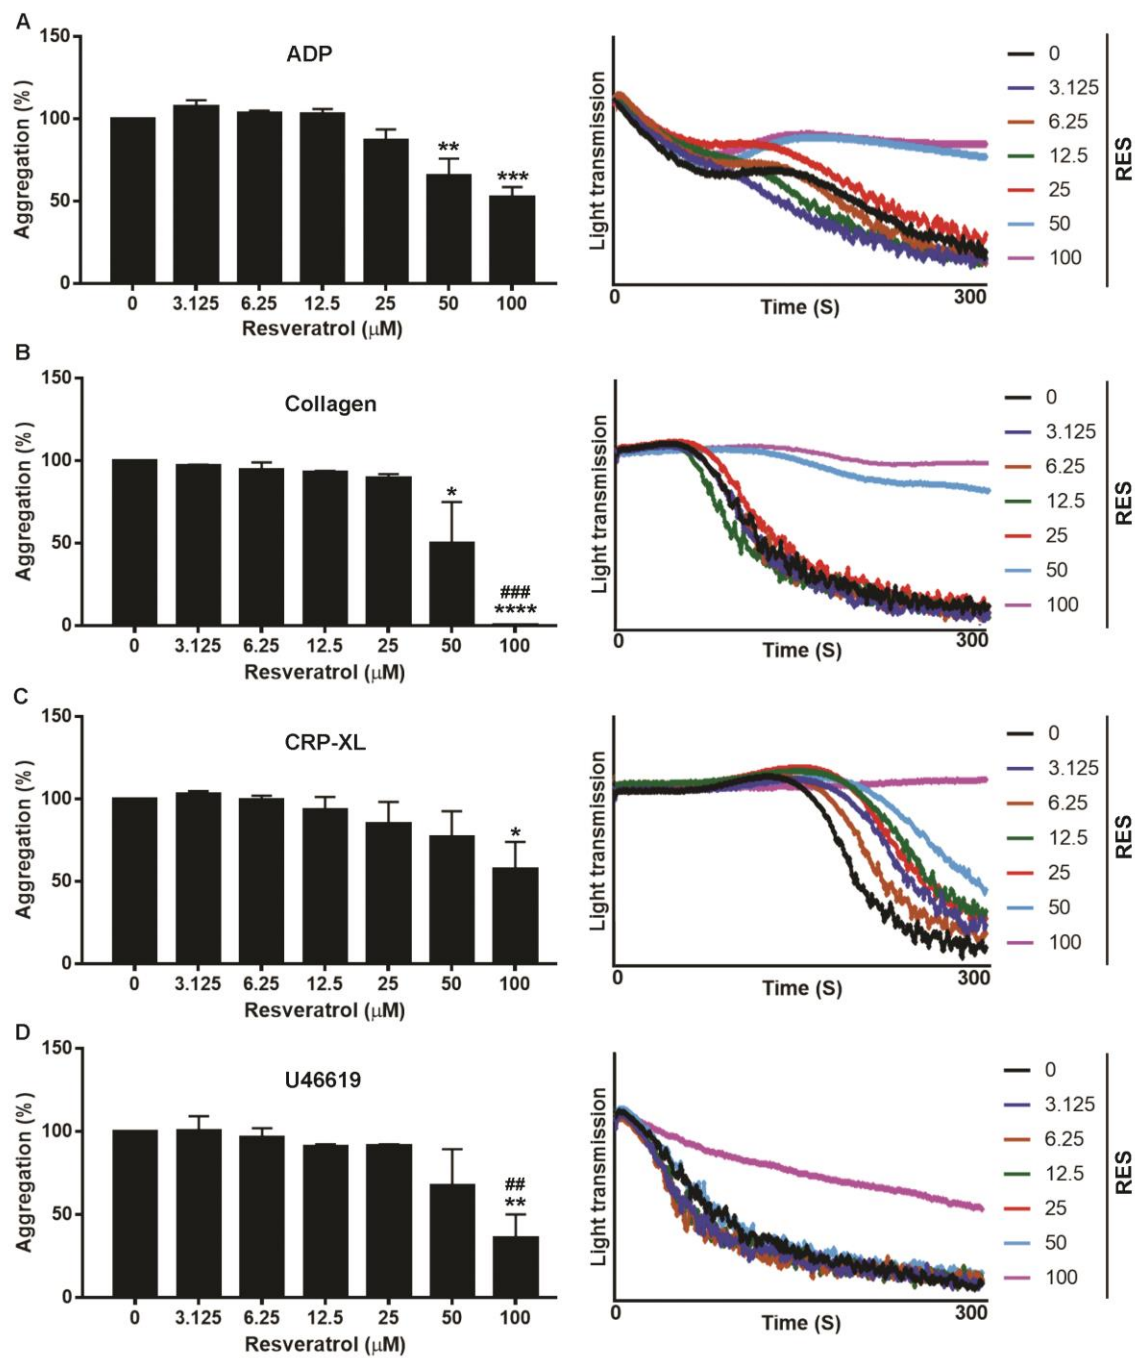 A
150
100
50
0
Aggregation (%)
ADP
**
***
0 3.125 6.25 12.5 25 50 100
Resveratrol (μM)
Light transmission
0 300
Time (S)
0
3.125
6.25
12.5
25
50
100
RES
B
150
100
50
0
Aggregation (%)
Collagen
*
###
****
0 3.125 6.25 12.5 25 50 100
Resveratrol (μM)
Light transmission
0 300
Time (S)
0
3.125
6.25
12.5
25
50
100
RES
C
150
100
50
0
Aggregation (%)
CRP-XL
*
0 3.125 6.25 12.5 25 50 100
Resveratrol (μM)
Light transmission
0 300
Time (S)
0
3.125
6.25
12.5
25
50
100
RES
D
150
100
50
0
Aggregation (%)
U46619
##
**
0 3.125 6.25 12.5 25 50 100
Resveratrol (μM)
Light transmission
0 300
Time (S)
0
3.125
6.25
12.5
25
50
100
RES